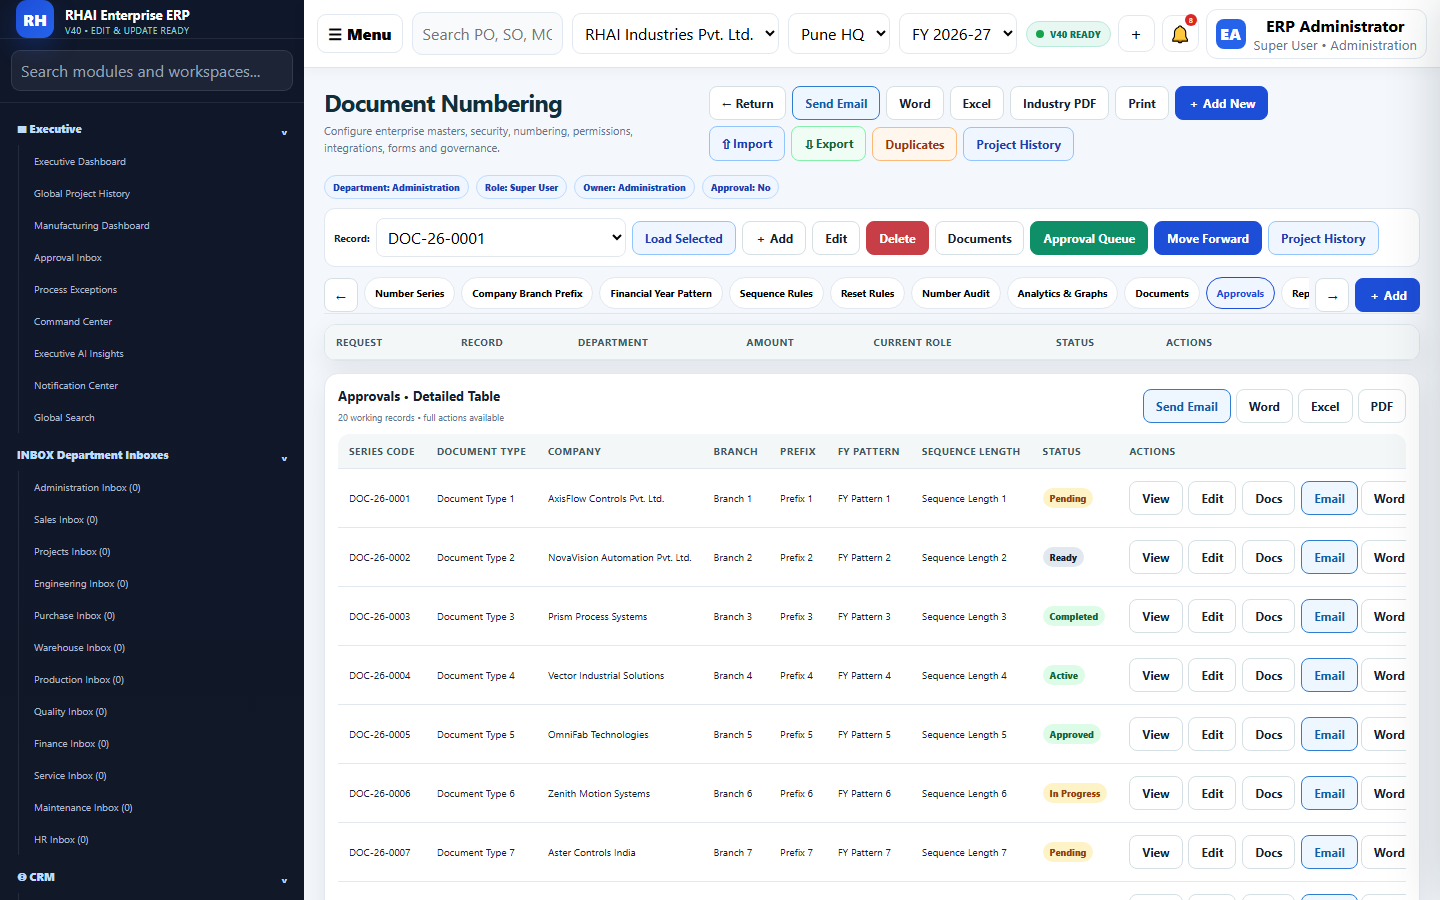 RH
RHAI Enterprise ERP
V40 • EDIT & UPDATE READY
Search modules and workspaces...
Executive
Executive Dashboard
Global Project History
Manufacturing Dashboard
Approval Inbox
Process Exceptions
Command Center
Executive AI Insights
Notification Center
Global Search
INBOX Department Inboxes
Administration Inbox (0)
Sales Inbox (0)
Projects Inbox (0)
Engineering Inbox (0)
Purchase Inbox (0)
Warehouse Inbox (0)
Production Inbox (0)
Quality Inbox (0)
Finance Inbox (0)
Service Inbox (0)
Maintenance Inbox (0)
HR Inbox (0)
CRM
☰ Menu
Search PO, SO, MC
RHAI Industries Pvt. Ltd.
Pune HQ
FY 2026-27
V40 READY
+
8
EA
ERP Administrator
Super User • Administration
Document Numbering
Configure enterprise masters, security, numbering, permissions,
integrations, forms and governance.
← Return
Send Email
Word
Excel
Industry PDF
Print
+ Add New
⇧ Import
⇩ Export
Duplicates
Project History
Department: Administration
Role: Super User
Owner: Administration
Approval: No
Record:
DOC-26-0001
Load Selected
+ Add
Edit
Delete
Documents
Approval Queue
Move Forward
Project History
←
Number Series
Company Branch Prefix
Financial Year Pattern
Sequence Rules
Reset Rules
Number Audit
Analytics & Graphs
Documents
Approvals
Rep
→
+ Add
REQUEST RECORD DEPARTMENT AMOUNT CURRENT ROLE STATUS ACTIONS
Approvals • Detailed Table
20 working records • full actions available
Send Email
Word
Excel
PDF
SERIES CODE DOCUMENT TYPE COMPANY BRANCH PREFIX FY PATTERN SEQUENCE LENGTH STATUS ACTIONS
DOC-26-0001 Document Type 1 AxisFlow Controls Pvt. Ltd. Branch 1 Prefix 1 FY Pattern 1 Sequence Length 1 Pending View Edit Docs Email Word
DOC-26-0002 Document Type 2 NovaVision Automation Pvt. Ltd. Branch 2 Prefix 2 FY Pattern 2 Sequence Length 2 Ready View Edit Docs Email Word
DOC-26-0003 Document Type 3 Prism Process Systems Branch 3 Prefix 3 FY Pattern 3 Sequence Length 3 Completed View Edit Docs Email Word
DOC-26-0004 Document Type 4 Vector Industrial Solutions Branch 4 Prefix 4 FY Pattern 4 Sequence Length 4 Active View Edit Docs Email Word
DOC-26-0005 Document Type 5 OmniFab Technologies Branch 5 Prefix 5 FY Pattern 5 Sequence Length 5 Approved View Edit Docs Email Word
DOC-26-0006 Document Type 6 Zenith Motion Systems Branch 6 Prefix 6 FY Pattern 6 Sequence Length 6 In Progress View Edit Docs Email Word
DOC-26-0007 Document Type 7 Aster Controls India Branch 7 Prefix 7 FY Pattern 7 Sequence Length 7 Pending View Edit Docs Email Word